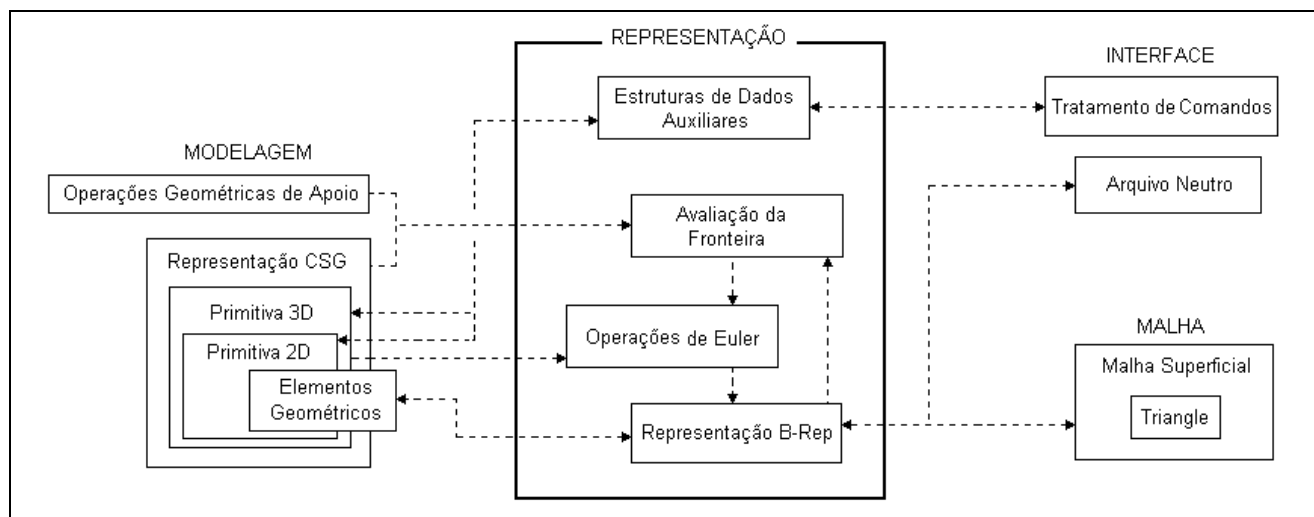 REPRESENTAÇÃO
Estruturas de Dados
Auxiliares
Avaliação da
Fronteira
Operações de Euler
Representação B-Rep
MODELAGEM
Operações Geométricas de Apoio
Representação CSG
Primitiva 3D
Primitiva 2D
Elementos
Geométricos
INTERFACE
Tratamento de Comandos
Arquivo Neutro
MALHA
Malha Superficial
Triangle